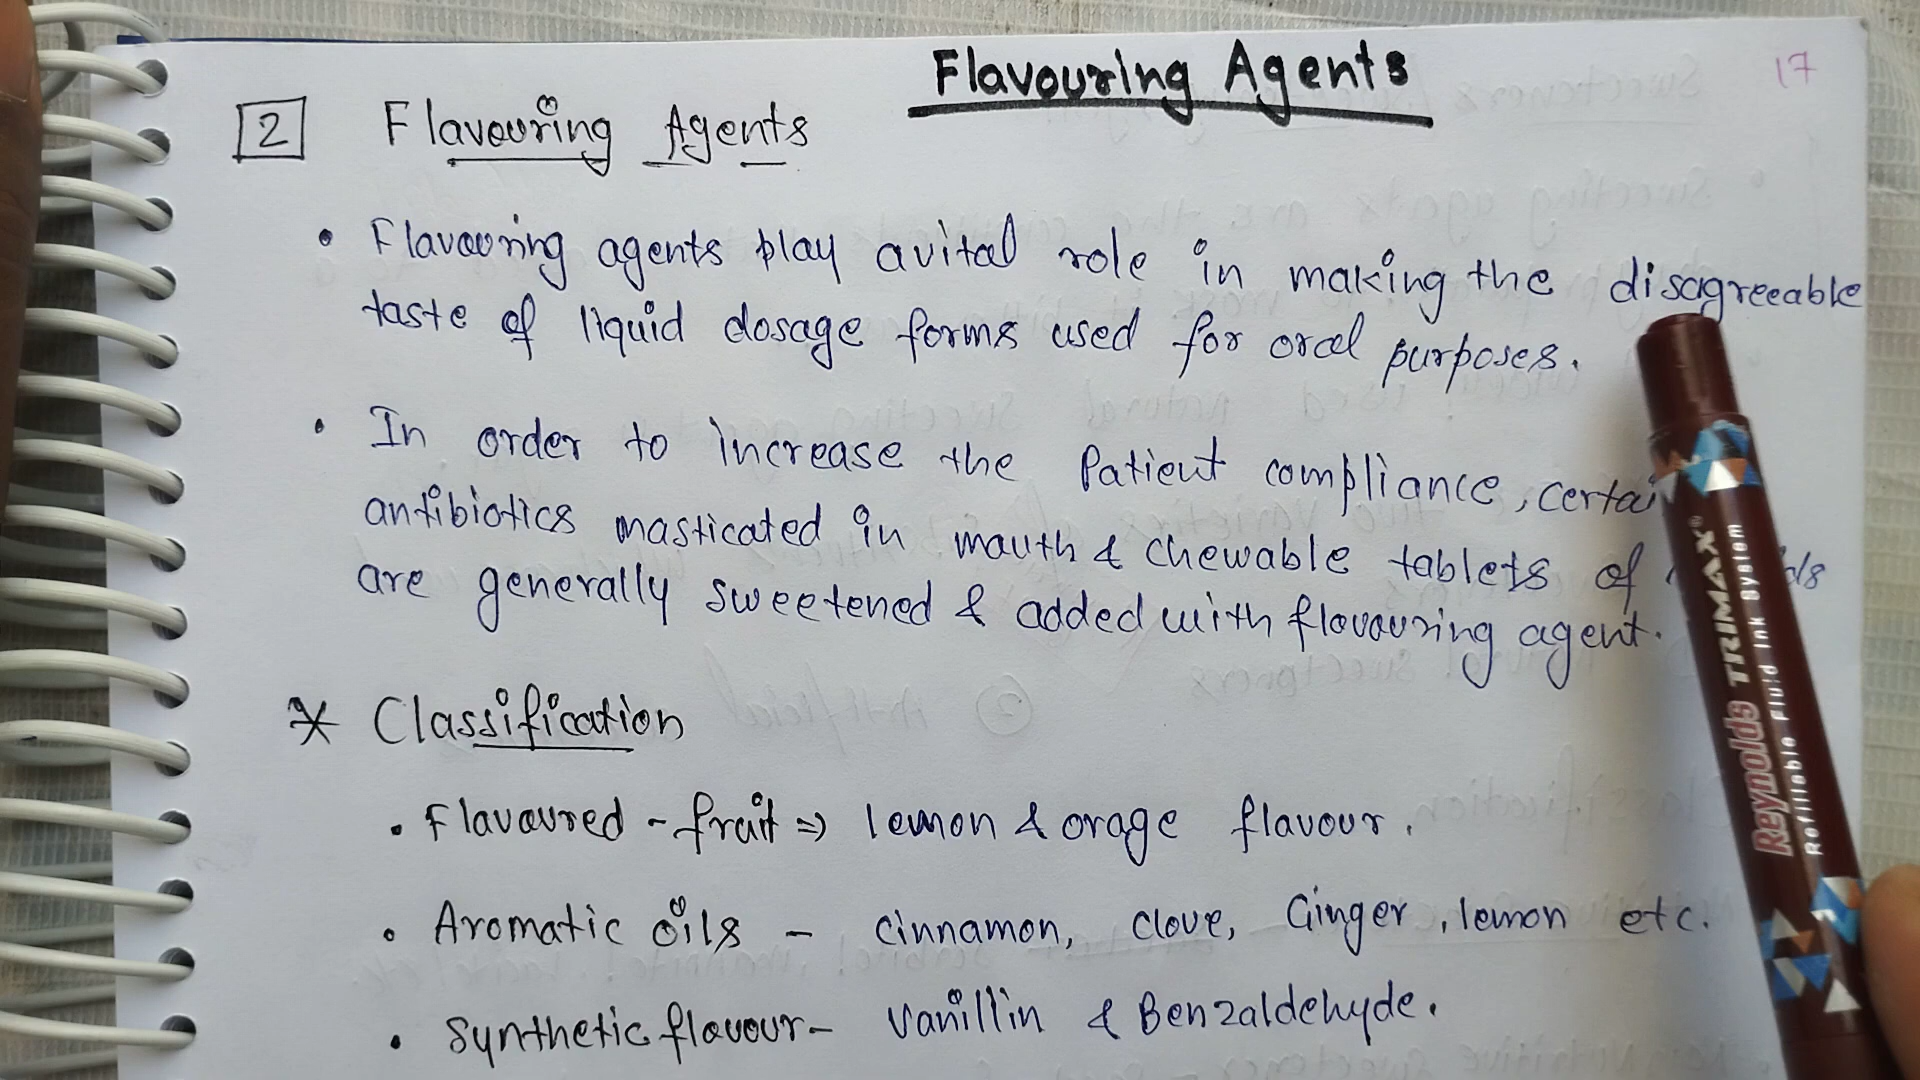 Flavouring Agents
17
2 Flavouring Agents
• Flavouring agents play a vital role in making the disagreeable
taste of liquid dosage forms used for oral purposes.
• In order to increase the Patient compliance, certai
antibiotics masticated in mouth & chewable tablets of
are generally sweetened & added with flavouring agent.
* Classification
• Flavoured - fruit => lemon & orage flavour.
• Aromatic oils - cinnamon, clove, Ginger, lemon etc.
• Synthetic flavour - Vanillin & Benzaldehyde.
Reynolds TRIMAX®
Refillable Fluid Ink System